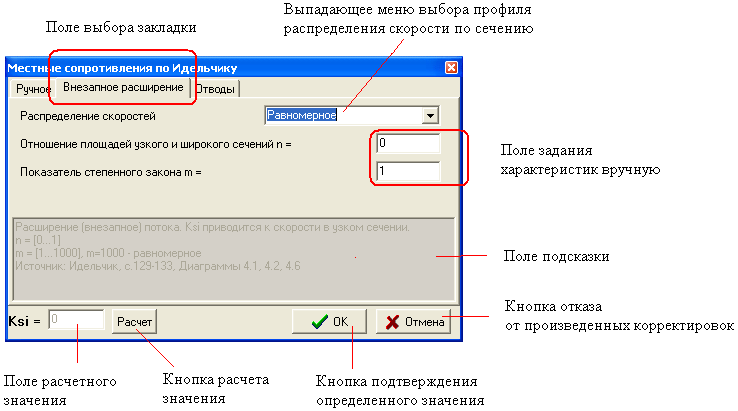 Выпадающее меню выбора профиля
распределения скорости по сечению
Поле выбора закладки
Местные сопротивления по Идельчику
Ручное Внезапное расширение Отводы
Распределение скоростей Равномерное
Отношение площадей узкого и широкого сечений n = 0
Показатель степенного закона m = 1
Поле задания
характеристик вручную
Расширение (внезапное) потока. Ksi приводится к скорости в узком сечении.
n = [0...1]
m = [1...1000], m=1000 - равномерное
Источник: Идельчик, с.129-133, Диаграммы 4.1, 4.2, 4.6
Поле подсказки
Ksi = 0 Расчет OK Отмена
Кнопка отказа
от произведенных корректировок
Поле расчетного
значения
Кнопка расчета
значения
Кнопка подтверждения
определенного значения